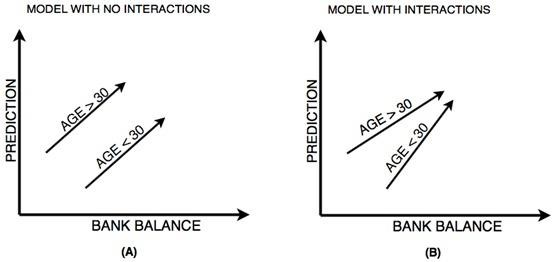 MODEL WITH NO INTERACTIONS
PREDICTION
AGE > 30
AGE < 30
BANK BALANCE
(A)
MODEL WITH INTERACTIONS
PREDICTION
AGE > 30
AGE < 30
BANK BALANCE
(B)